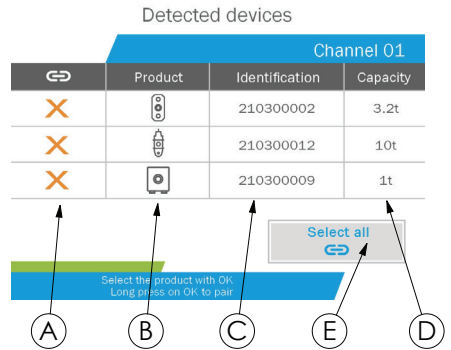 Detected devices
Channel 01
Product Identification Capacity
210300002 3.2t
210300012 10t
210300009 1t
Select all
Select the product with OK
Long press on OK to pair
A B C E D